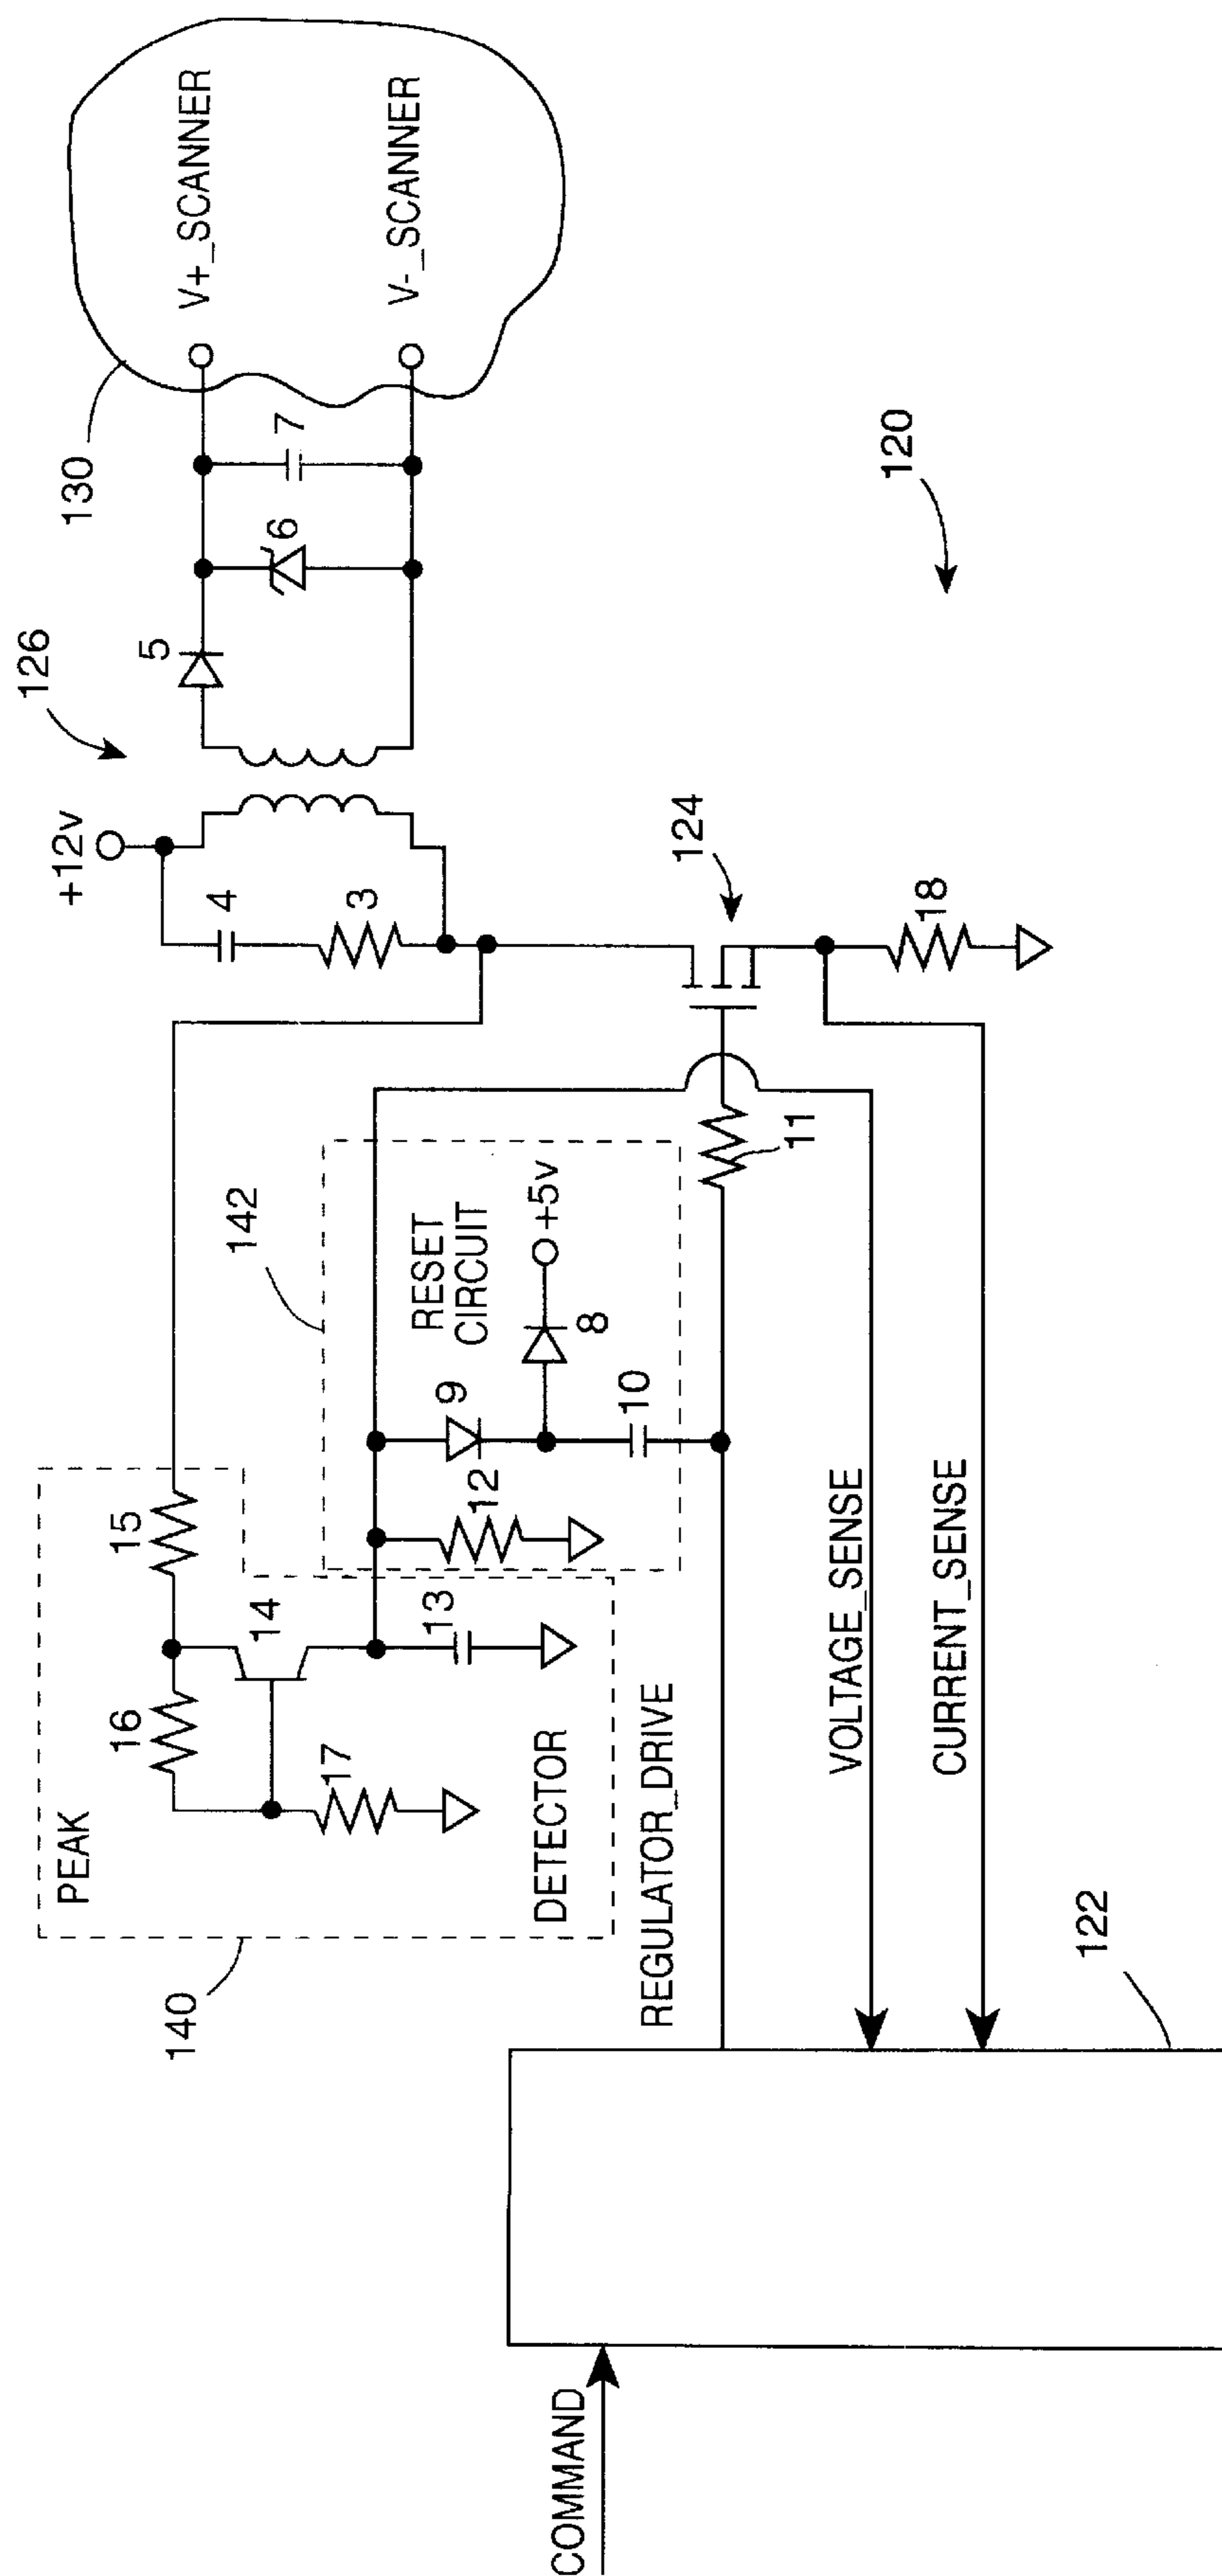 126
+12v
4
3
5
6
7
130
V+_SCANNER
V-_SCANNER
140
PEAK
16
15
14
17
13
DETECTOR
142
RESET
CIRCUIT
9
8
+5v
12
10
11
124
18
120
REGULATOR_DRIVE
VOLTAGE_SENSE
CURRENT_SENSE
COMMAND
122